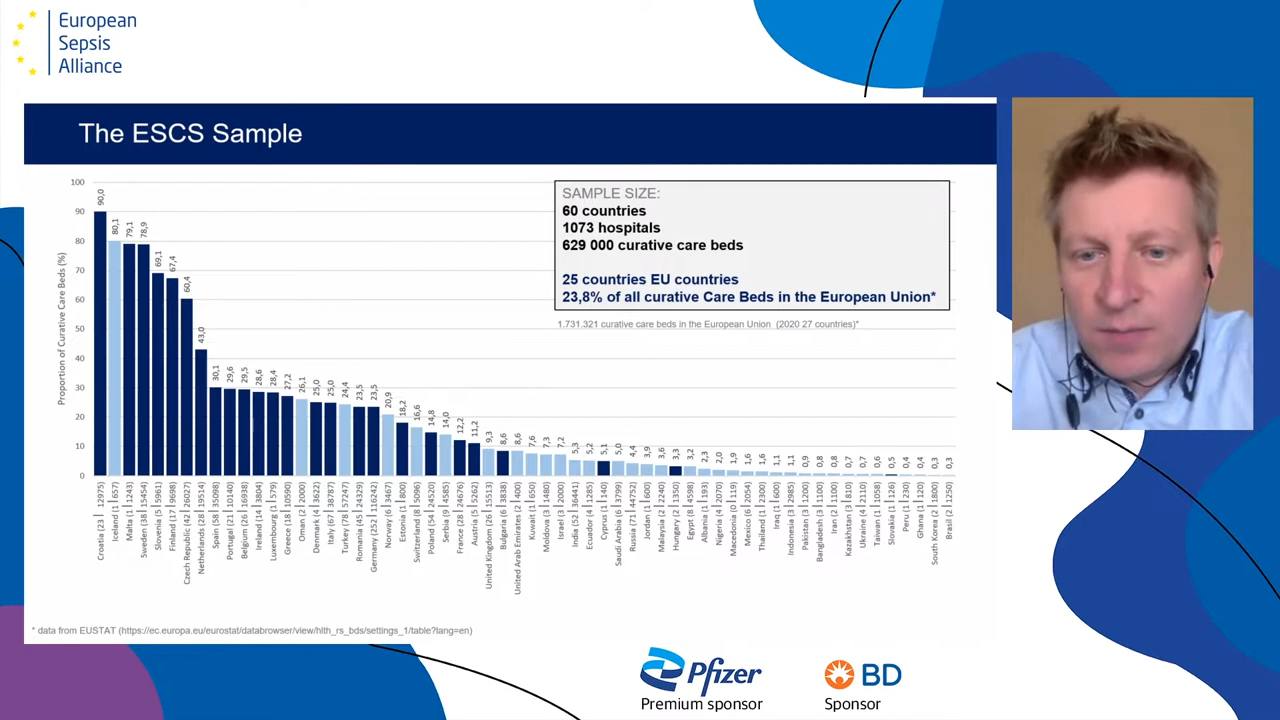 European
Sepsis
Alliance
The ESCS Sample
SAMPLE SIZE:
60 countries
1073 hospitals
629 000 curative care beds
25 countries EU countries
23,8% of all curative Care Beds in the European Union*
1.731.321 curative care beds in the European Union (2020 27 countries)*
Proportion of Curative Care Beds (%)
100
90
80
70
60
50
40
30
20
10
0
90,0
80,1
79,1
78,9
69,1
67,4
60,4
43,0
30,1
29,6
29,5
28,6
28,4
27,2
26,1
25,0
25,0
24,4
23,5
23,5
20,9
18,2
16,6
14,8
14,0
12,2
11,2
9,3
8,6
8,6
7,6
7,3
7,2
5,3
5,2
5,1
5,0
4,4
3,9
3,6
3,3
3,2
2,3
2,0
1,9
1,6
1,6
1,1
1,1
0,9
0,8
0,8
0,7
0,7
0,6
0,5
0,4
0,4
0,3
0,3
Croatia (23 | 12975)
Iceland (1 | 657)
Malta (1 | 1243)
Sweden (38 | 15454)
Slovenia (5 | 5961)
Finland (17 | 9698)
Czech Republic (42 | 26027)
Netherlands (28 | 19514)
Spain (58 | 35098)
Portugal (21 | 10140)
Belgium (26 | 16938)
Ireland (14 | 3804)
Luxembourg (1 | 579)
Greece (18 | 10590)
Oman (2 | 2000)
Denmark (4 | 3622)
Italy (67 | 38787)
Turkey (78 | 57247)
Romania (45 | 24329)
Germany (252 | 116242)
Norway (6 | 3467)
Estonia (1 | 800)
Switzerland (8 | 5096)
Poland (54 | 24522)
Serbia (9 | 4585)
France (28 | 24676)
Austria (5 | 5262)
United Kingdom (26 | 15513)
Bulgaria (6 | 3838)
United Arab Emirates (2 | 400)
Kuwait (1 | 650)
Moldova (3 | 1480)
Israel (3 | 2000)
India (52 | 36441)
Ecuador (4 | 1285)
Cyprus (1 | 140)
Saudi Arabia (6 | 3799)
Russia (71 | 44752)
Jordan (1 | 660)
Malaysia (2 | 2240)
Hungary (2 | 1350)
Egypt (8 | 4598)
Albania (1 | 193)
Nigeria (4 | 2070)
Macedonia (0 | 119)
Mexico (6 | 2054)
Thailand (1 | 2300)
Iraq (1 | 600)
Indonesia (3 | 2985)
Pakistan (3 | 1200)
Bangladesh (3 | 1100)
Iran (2 | 1100)
Kazakhstan (3 | 810)
Ukraine (4 | 2110)
Taiwan (1 | 1058)
Slovakia (1 | 126)
Peru (1 | 230)
Ghana (1 | 120)
South Korea (2 | 1800)
Brasil (2 | 1250)
* data from EUSTAT (https://ec.europa.eu/eurostat/databrowser/view/hlth_rs_bds/settings_1/table?lang=en)
Pfizer
Premium sponsor
BD
Sponsor